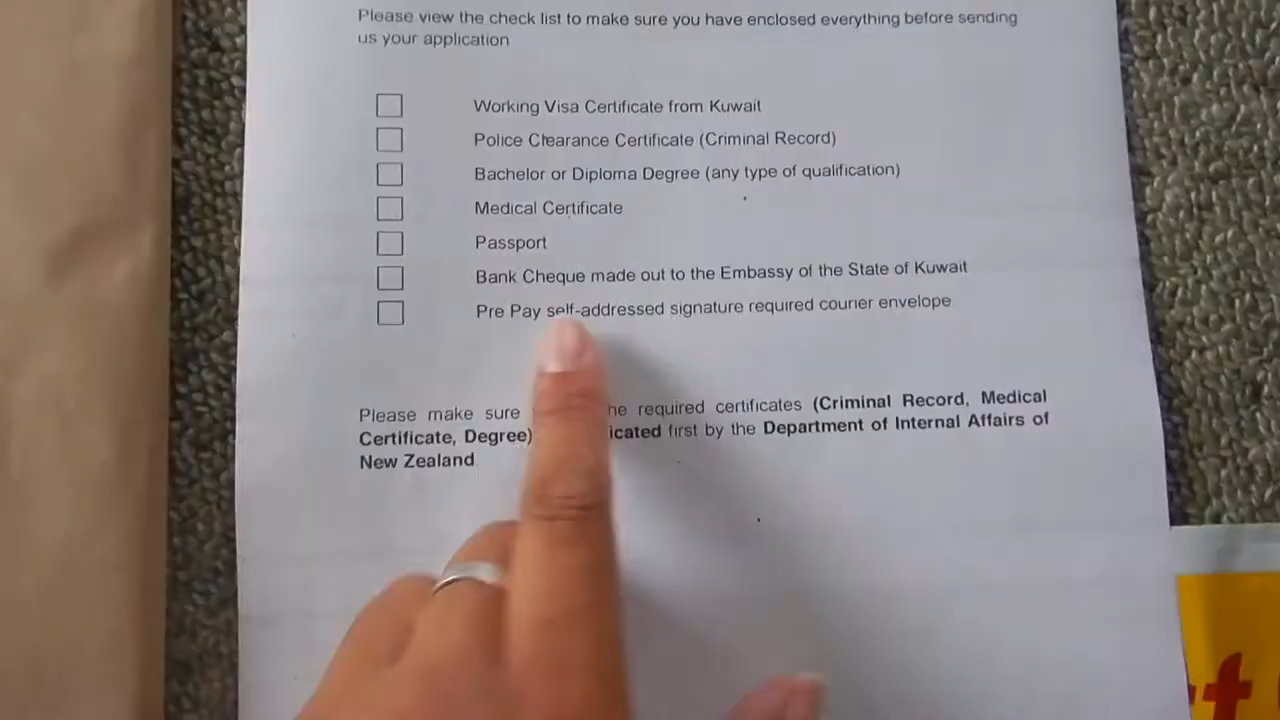 Please view the check list to make sure you have enclosed everything before sending
us your application
Working Visa Certificate from Kuwait
Police Clearance Certificate (Criminal Record)
Bachelor or Diploma Degree (any type of qualification)
Medical Certificate
Passport
Bank Cheque made out to the Embassy of the State of Kuwait
Pre Pay self-addressed signature required courier envelope
Please make sure required certificates (Criminal Record, Medical
Certificate, Degree) first by the Department of Internal Affairs of
New Zealand